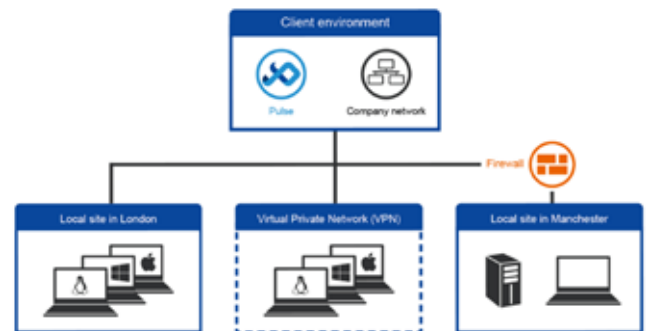 Client environment
Pulse
Company network
Firewall
Local site in London
Virtual Private Network (VPN)
Local site in Manchester